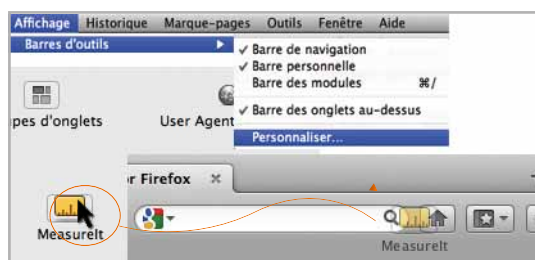 Affichage Historique Marque-pages Outils Fenêtre Aide
Barres d'outils
✓ Barre de navigation
✓ Barre personnelle
Barre des modules ⌘/
✓ Barre des onglets au-dessus
Personnaliser...
pes d'onglets User Agent
r Firefox ×
MeasureIt
MeasureIt